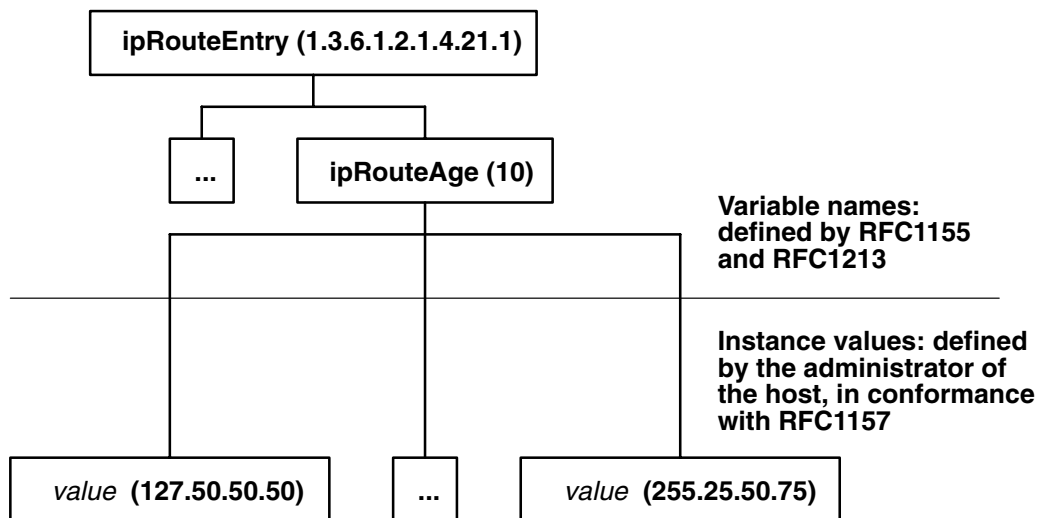 ipRouteEntry (1.3.6.1.2.1.4.21.1)
...
ipRouteAge (10)
Variable names:
defined by RFC1155
and RFC1213
Instance values: defined
by the administrator of
the host, in conformance
with RFC1157
value (127.50.50.50)
...
value (255.25.50.75)